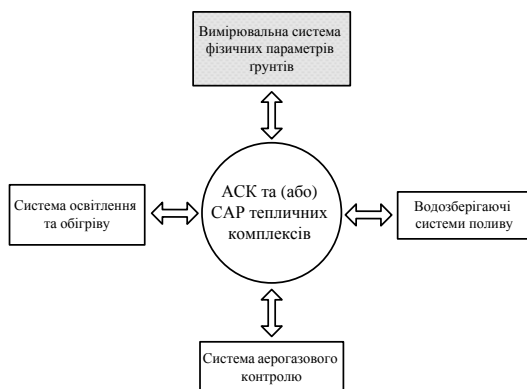 Вимірювальна система
фізичних параметрів
ґрунтів
АСК та (або)
САР тепличних
комплексів
Система освітлення
та обігріву
Водозберігаючі
системи поливу
Система аерогазового
контролю